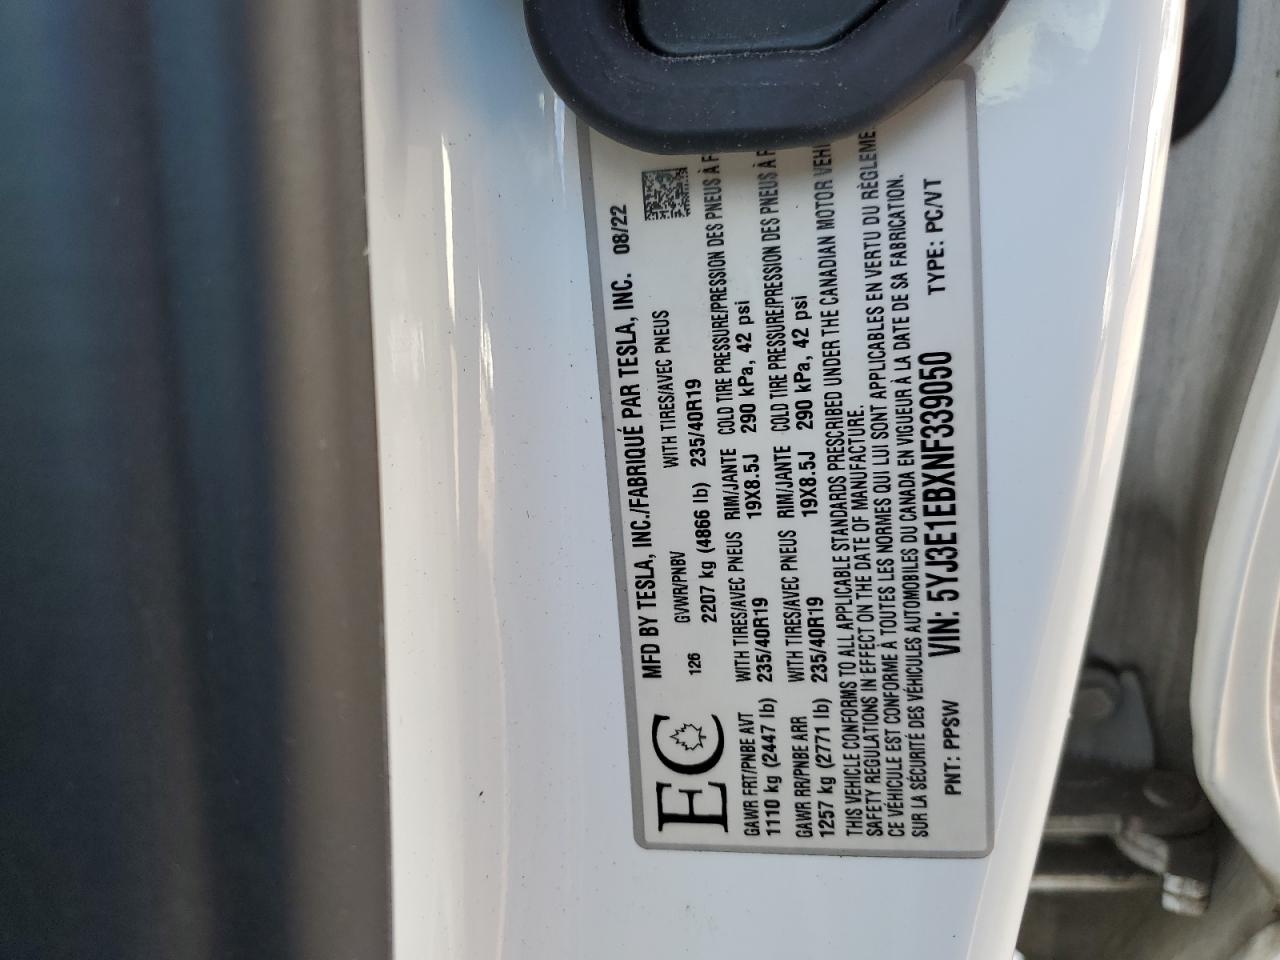 MFD BY TESLA, INC./FABRIQUÉ PAR TESLA, INC. 08/22
EC
126 GVWR/PNBV WITH TIRES/AVEC PNEUS
2207 kg (4866 lb) 235/40R19
GAWR FRT/PNBE AVT WITH TIRES/AVEC PNEUS RIM/JANTE COLD TIRE PRESSURE/PRESSION DES PNEUS À F
1110 kg (2447 lb) 235/40R19 19X8.5J 290 kPa, 42 psi
GAWR RR/PNBE ARR WITH TIRES/AVEC PNEUS RIM/JANTE COLD TIRE PRESSURE/PRESSION DES PNEUS À F
1257 kg (2771 lb) 235/40R19 19X8.5J 290 kPa, 42 psi
THIS VEHICLE CONFORMS TO ALL APPLICABLE STANDARDS PRESCRIBED UNDER THE CANADIAN MOTOR VEHI
SAFETY REGULATIONS IN EFFECT ON THE DATE OF MANUFACTURE.
CE VÉHICULE EST CONFORME À TOUTES LES NORMES QUI LUI SONT APPLICABLES EN VERTU DU RÈGLEME
SUR LA SÉCURITÉ DES VÉHICULES AUTOMOBILES DU CANADA EN VIGUEUR À LA DATE DE SA FABRICATION.
PNT: PPSW VIN: 5YJ3E1EBXNF339050 TYPE: PC/VT